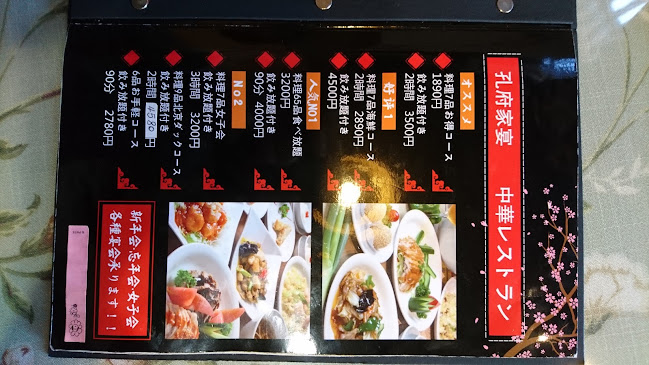 孔府家宴 中華レストラン
オススメ
料理7品お得コース
1890円
飲み放題付き
2時間 3500円
好评1
料理7品海鮮コース
2時間 2890円
飲み放題付き
4500円
人気NO1
料理65品食べ放題
3200円
飲み放題付き
90分 4000円
No2
料理7品女子会
飲み放題付き
3時間 3200円
料理9品北京ダックコース
飲み放題付き
2時間 4580円
6品お手軽コース
飲み放題付き
90分 2780円
新年会・忘年会・女子会
各種宴会承ります!!